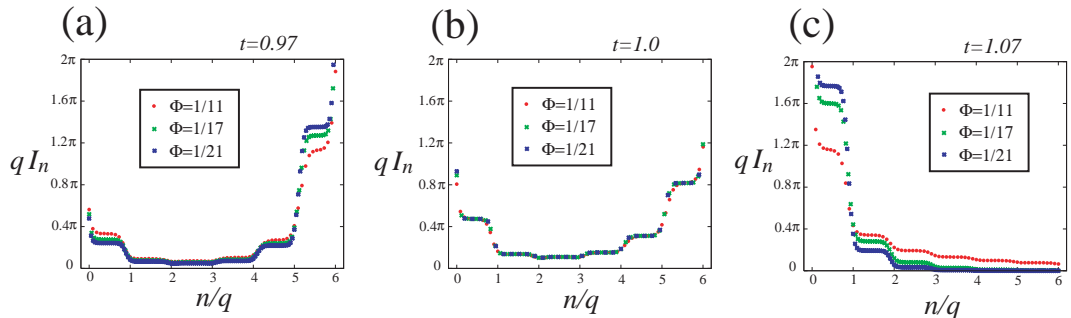 (a)
t=0.97
2π
1.6π
1.2π
0.8π
0.4π
0
q I_n
Φ=1/11
Φ=1/17
Φ=1/21
0 1 2 3 4 5 6
n/q
(b)
t=1.0
2π
1.6π
1.2π
0.8π
0.4π
0
q I_n
Φ=1/11
Φ=1/17
Φ=1/21
0 1 2 3 4 5 6
n/q
(c)
t=1.07
2π
1.6π
1.2π
0.8π
0.4π
0
q I_n
Φ=1/11
Φ=1/17
Φ=1/21
0 1 2 3 4 5 6
n/q